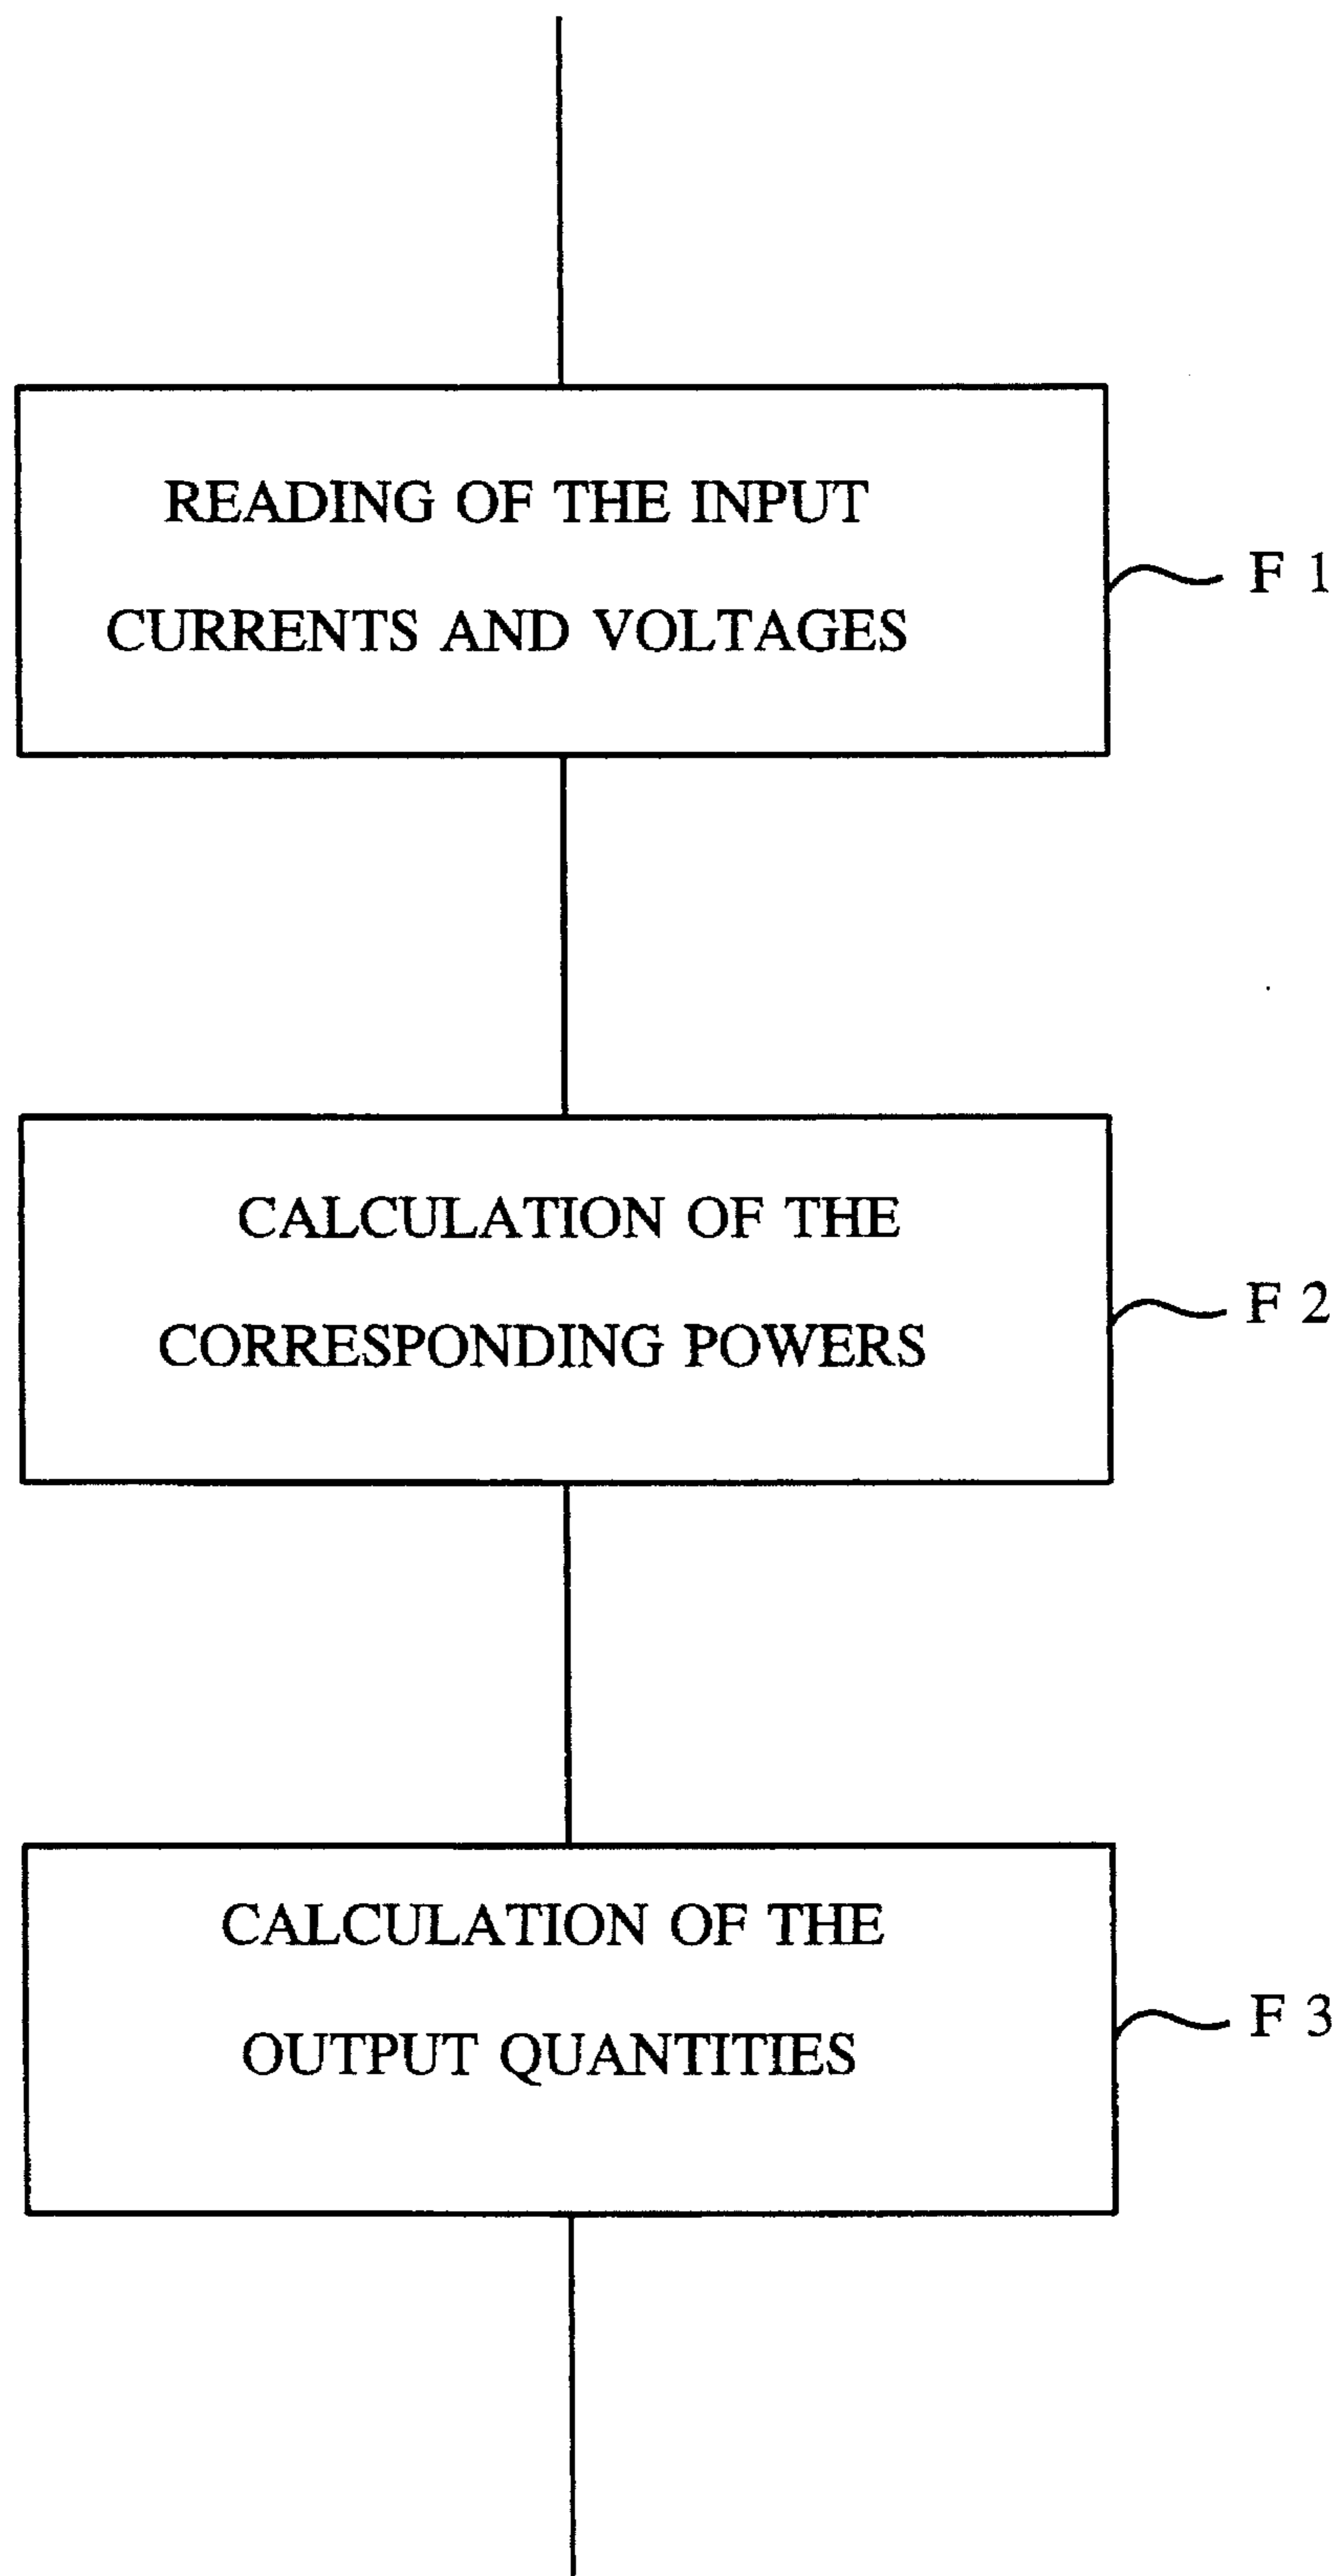 READING OF THE INPUT
CURRENTS AND VOLTAGES
F 1
CALCULATION OF THE
CORRESPONDING POWERS
F 2
CALCULATION OF THE
OUTPUT QUANTITIES
F 3